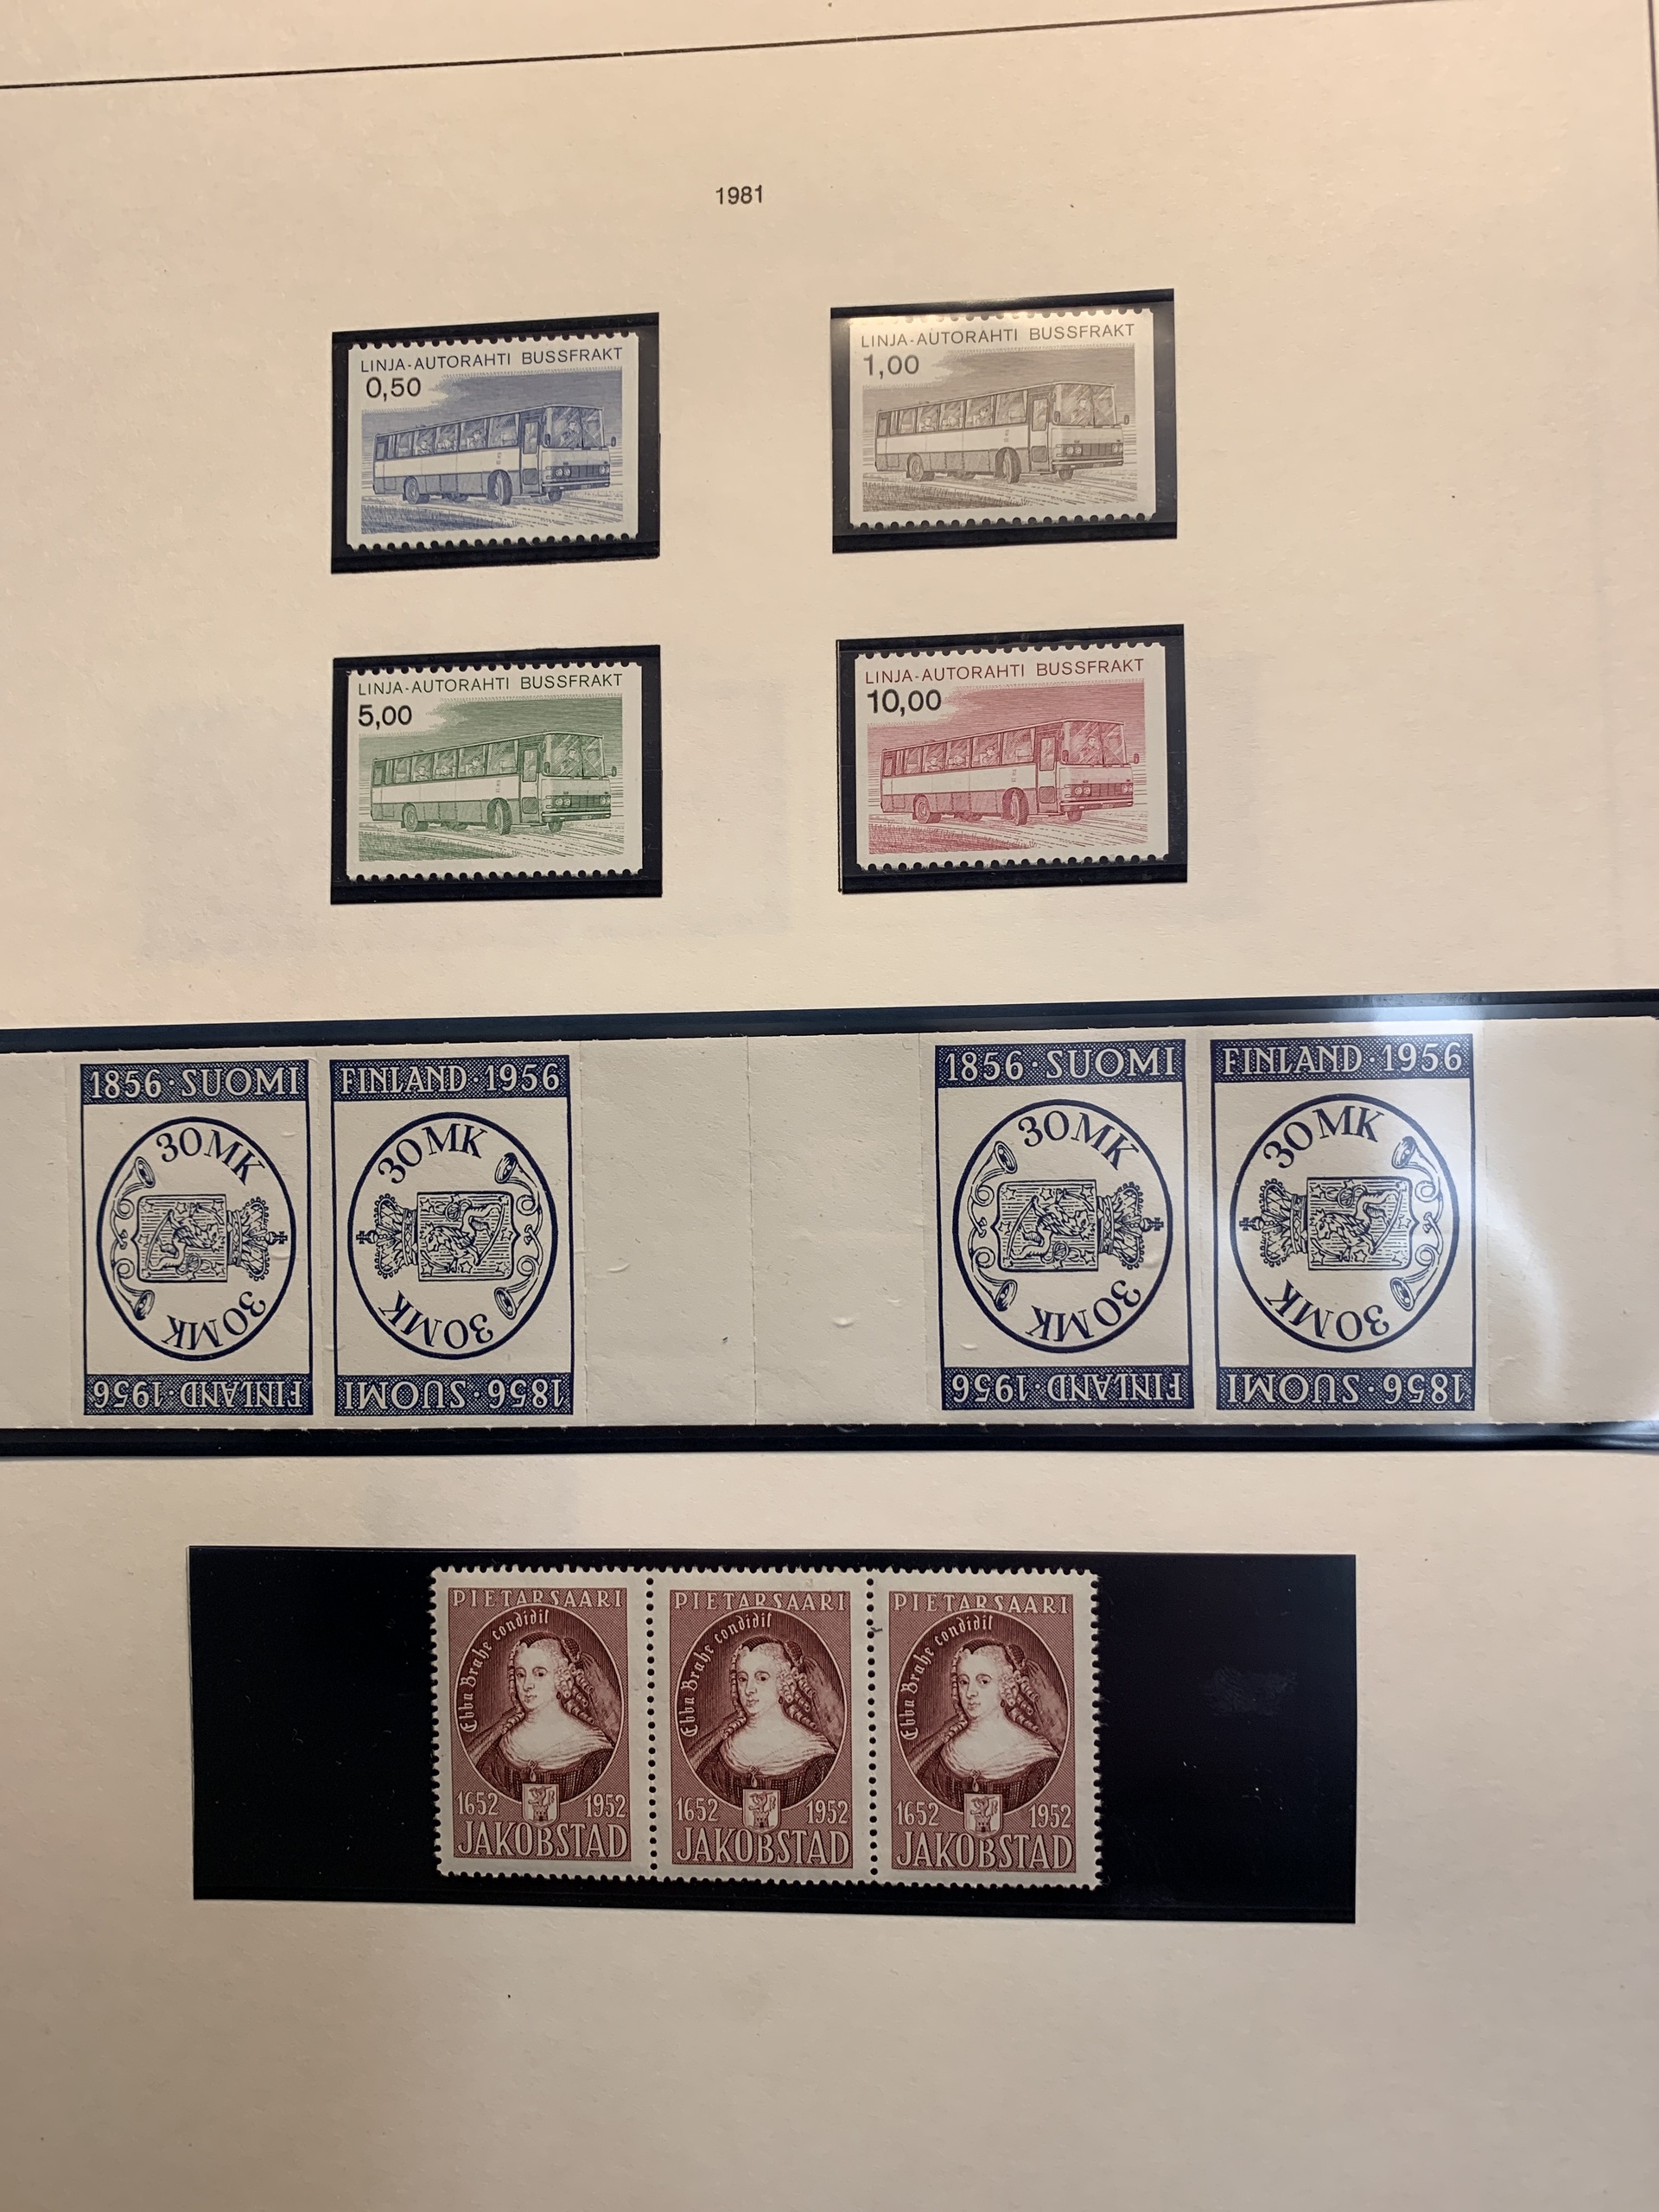 1981
LINJA-AUTORAHTI BUSSFRAKT
0,50
LINJA-AUTORAHTI BUSSFRAKT
1,00
LINJA-AUTORAHTI BUSSFRAKT
5,00
LINJA-AUTORAHTI BUSSFRAKT
10,00
1856·SUOMI
30MK
30MK
FINLAND·1956
FINLAND·1956
30MK
30MK
1856·SUOMI
1856·SUOMI
30MK
30MK
FINLAND·1956
FINLAND·1956
30MK
30MK
1856·SUOMI
PIETARSAARI
Ebba Brahe condidit
1652 1952
JAKOBSTAD
PIETARSAARI
Ebba Brahe condidit
1652 1952
JAKOBSTAD
PIETARSAARI
Ebba Brahe condidit
1652 1952
JAKOBSTAD